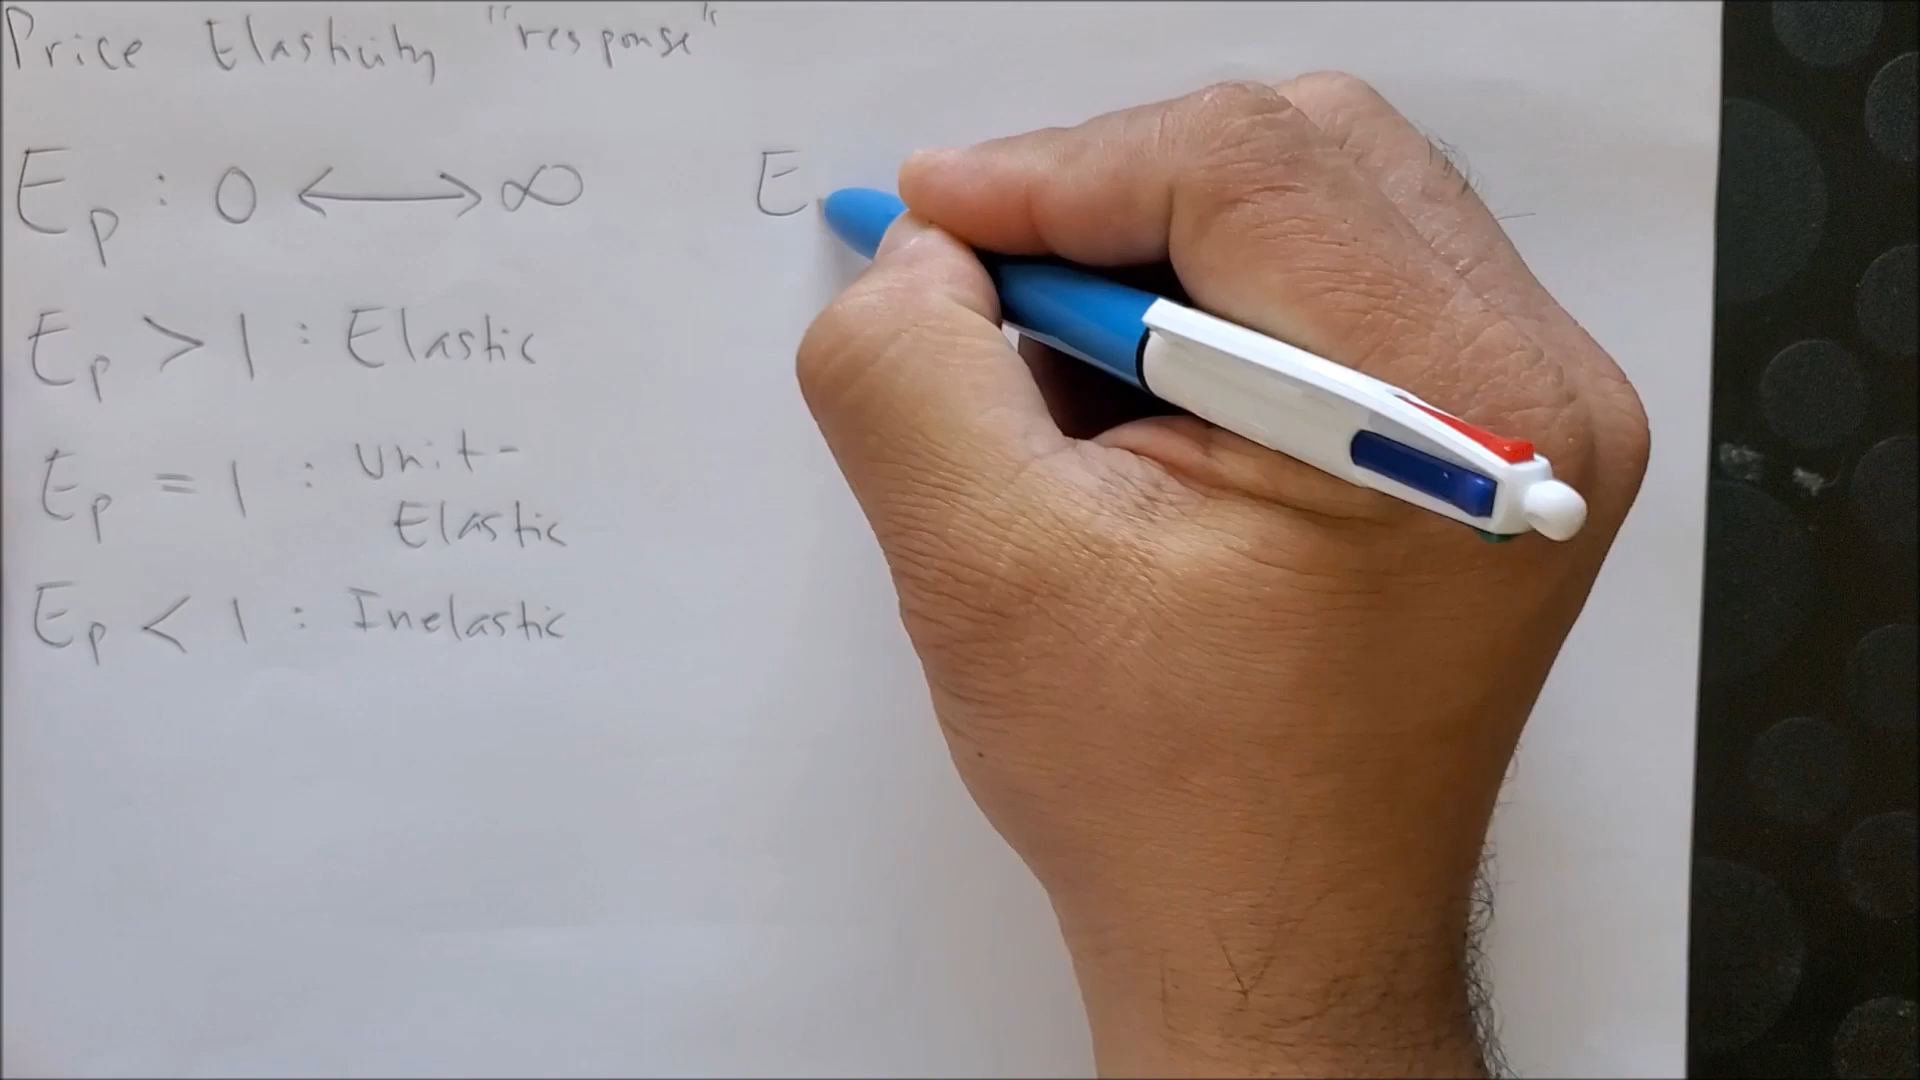 Price Elasticity "response"
Ep : 0 ⟷ ∞
E
Ep > 1 : Elastic
Ep = 1 : Unit-
Elastic
Ep < 1 : Inelastic